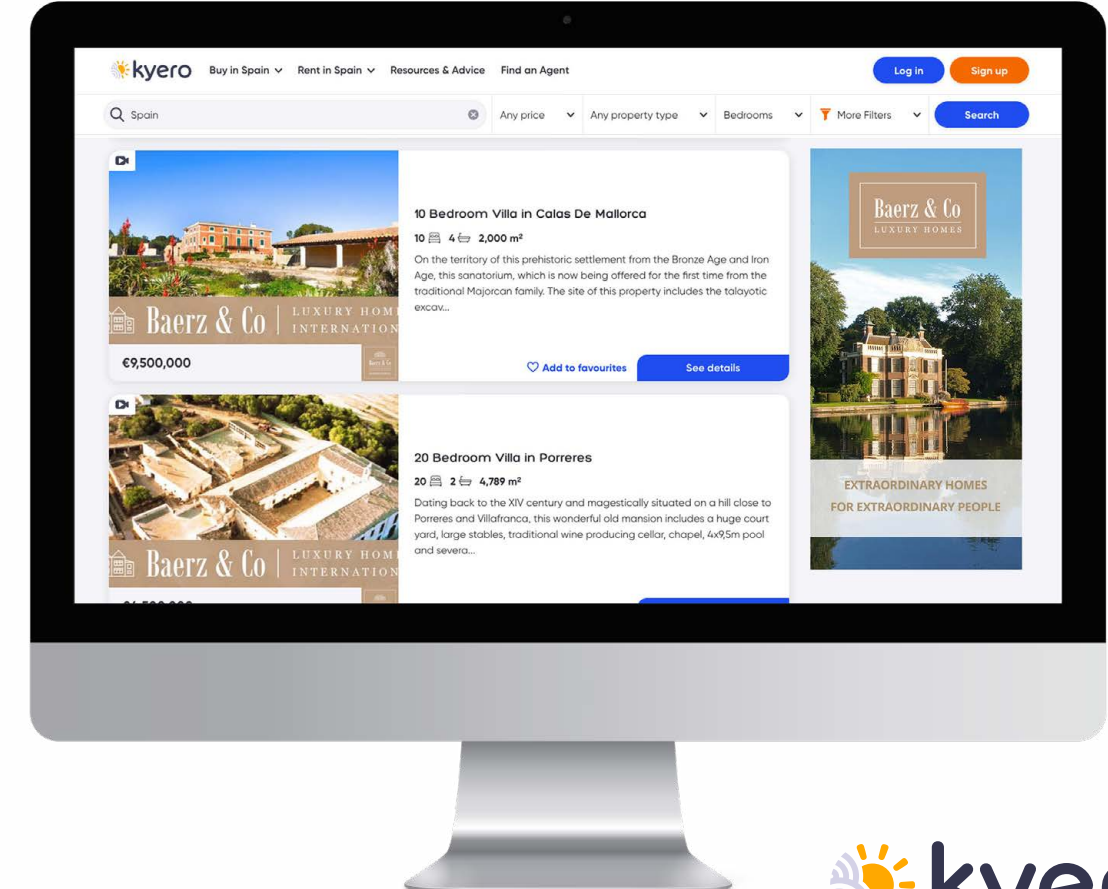 kyero Buy in Spain Rent in Spain Resources & Advice Find an Agent Log in Sign up
Spain Any price Any property type Bedrooms More Filters Search
10 Bedroom Villa in Calas De Mallorca
10 4 2,000 m²
On the territory of this prehistoric settlement from the Bronze Age and Iron
Age, this sanatorium, which is now being offered for the first time from the
traditional Majorcan family. The site of this property includes the talayotic
excav...
Baerz & Co LUXURY HOM
INTERNATION
€9,500,000
Add to favourites See details
20 Bedroom Villa in Porreres
20 2 4,789 m²
Dating back to the XIV century and magestically situated on a hill close to
Porreres and Villafranca, this wonderful old mansion includes a huge court
yard, large stables, traditional wine producing cellar, chapel, 4x9,5m pool
and severa...
Baerz & Co LUXURY HOM
INTERNATION
Baerz & Co
LUXURY HOMES
EXTRAORDINARY HOMES
FOR EXTRAORDINARY PEOPLE